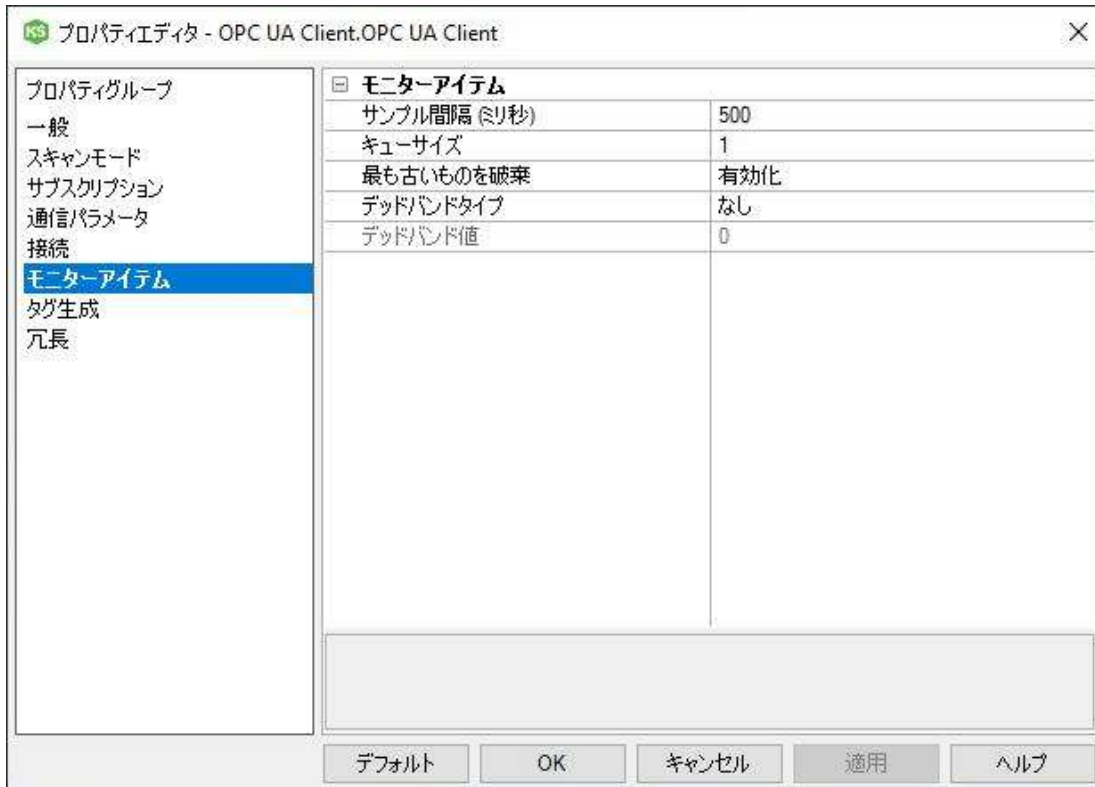 KS プロパティエディタ - OPC UA Client.OPC UA Client
プロパティグループ
一般
スキャンモード
サブスクリプション
通信パラメータ
接続
モニターアイテム
タグ生成
冗長
モニターアイテム
サンプル間隔 (ミリ秒) 500
キューサイズ 1
最も古いものを破棄 有効化
デッドバンドタイプ なし
デッドバンド値 0
デフォルト OK キャンセル 適用 ヘルプ